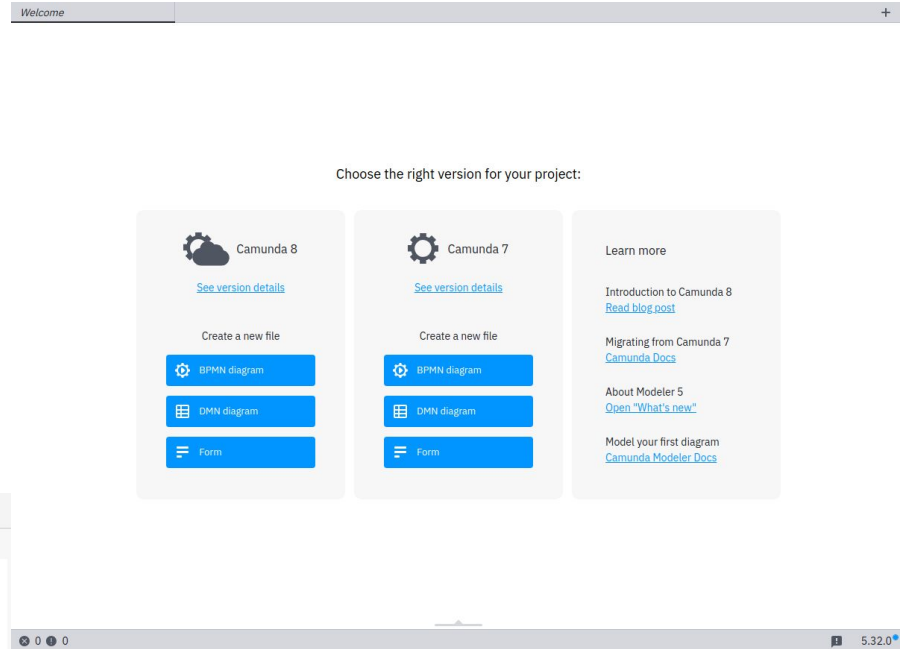 Welcome
+
Choose the right version for your project:
Camunda 8
See version details
Create a new file
BPMN diagram
DMN diagram
Form
Camunda 7
See version details
Create a new file
BPMN diagram
DMN diagram
Form
Learn more
Introduction to Camunda 8
Read blog post
Migrating from Camunda 7
Camunda Docs
About Modeler 5
Open "What's new"
Model your first diagram
Camunda Modeler Docs
0 0
5.32.0